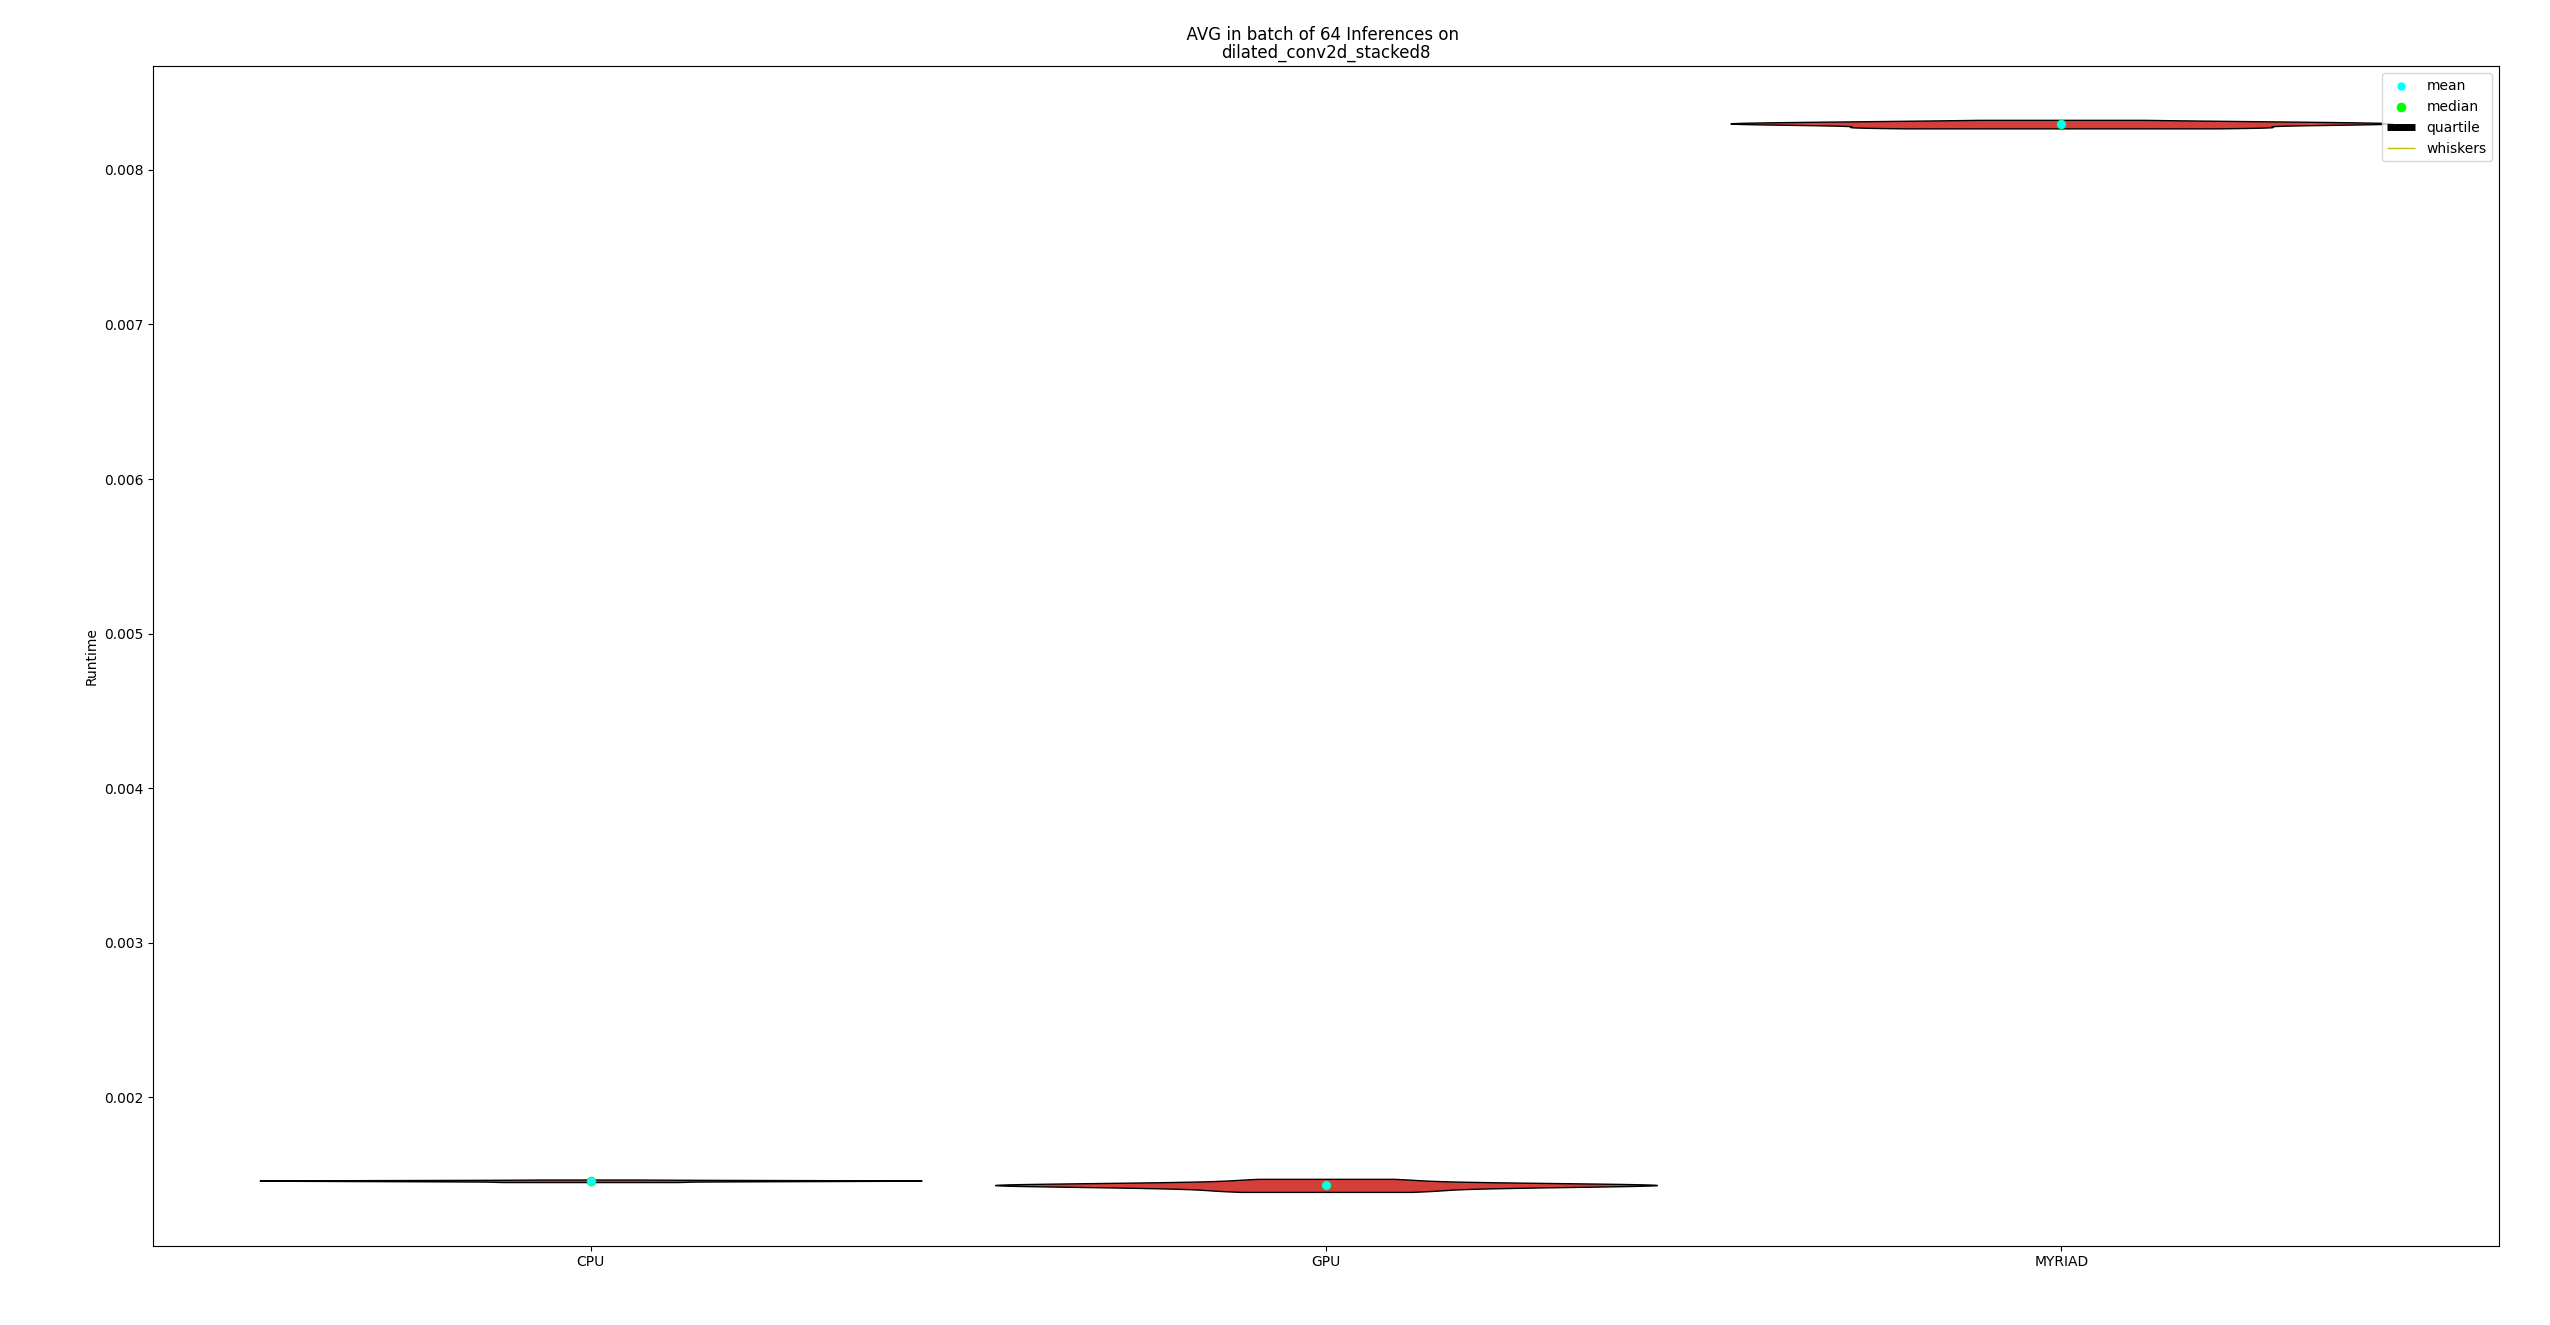 AVG in batch of 64 Inferences on
dilated_conv2d_stacked8
mean
median
quartile
whiskers
0.008
0.007
0.006
0.005
0.004
0.003
0.002
Runtime
CPU
GPU
MYRIAD